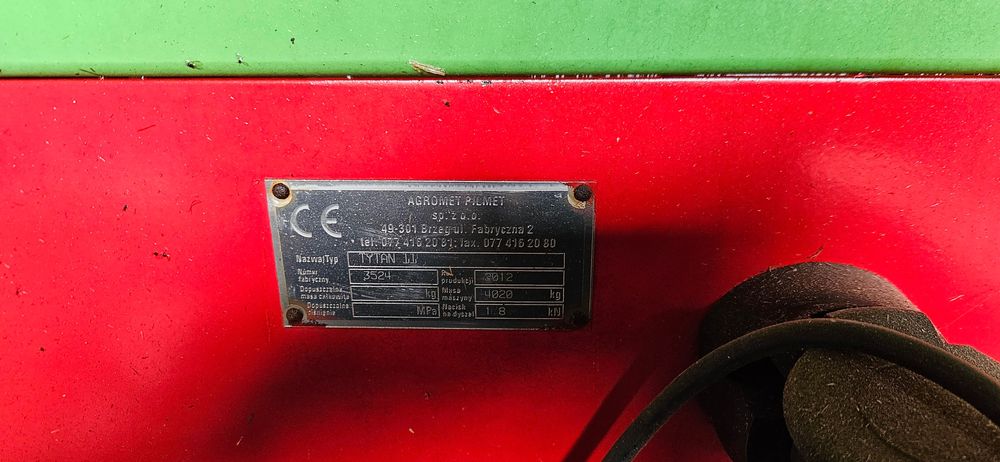 CE
AGROMET PILMET
sp. z o.o.
49-301 Brzeg ul. Fabryczna 2
tel. 077 416 20 81; fax. 077 416 20 80
Nazwa/Typ TYTAN 11
Numer fabryczny 3524 Rok produkcji 2012
Dopuszczalna masa całkowita kg Masa maszyny 4020 kg
Dopuszczalne ciśnienie MPa Nacisk na dyszel 1.8 kN